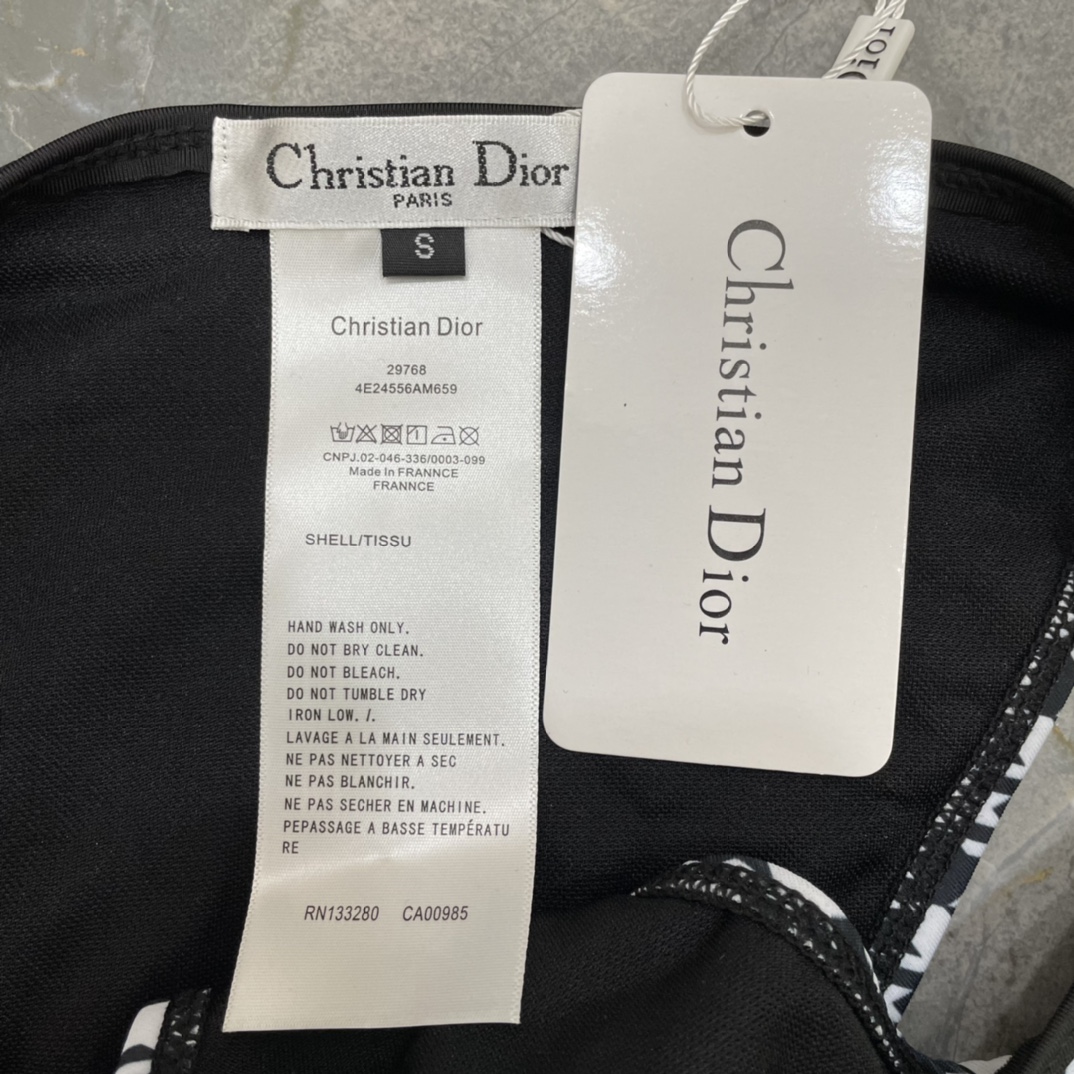 Dior
Christian Dior
PARIS
S
Christian Dior
29768
4E24556AM659
CNPJ.02-046-336/0003-099
Made In FRANNCE
FRANNCE
SHELL/TISSU
HAND WASH ONLY.
DO NOT BRY CLEAN.
DO NOT BLEACH.
DO NOT TUMBLE DRY
IRON LOW. /.
LAVAGE A LA MAIN SEULEMENT.
NE PAS NETTOYER A SEC
NE PAS BLANCHIR.
NE PAS SECHER EN MACHINE.
PEPASSAGE A BASSE TEMPÉRATU
RE
RN133280 CA00985
Christian Dior